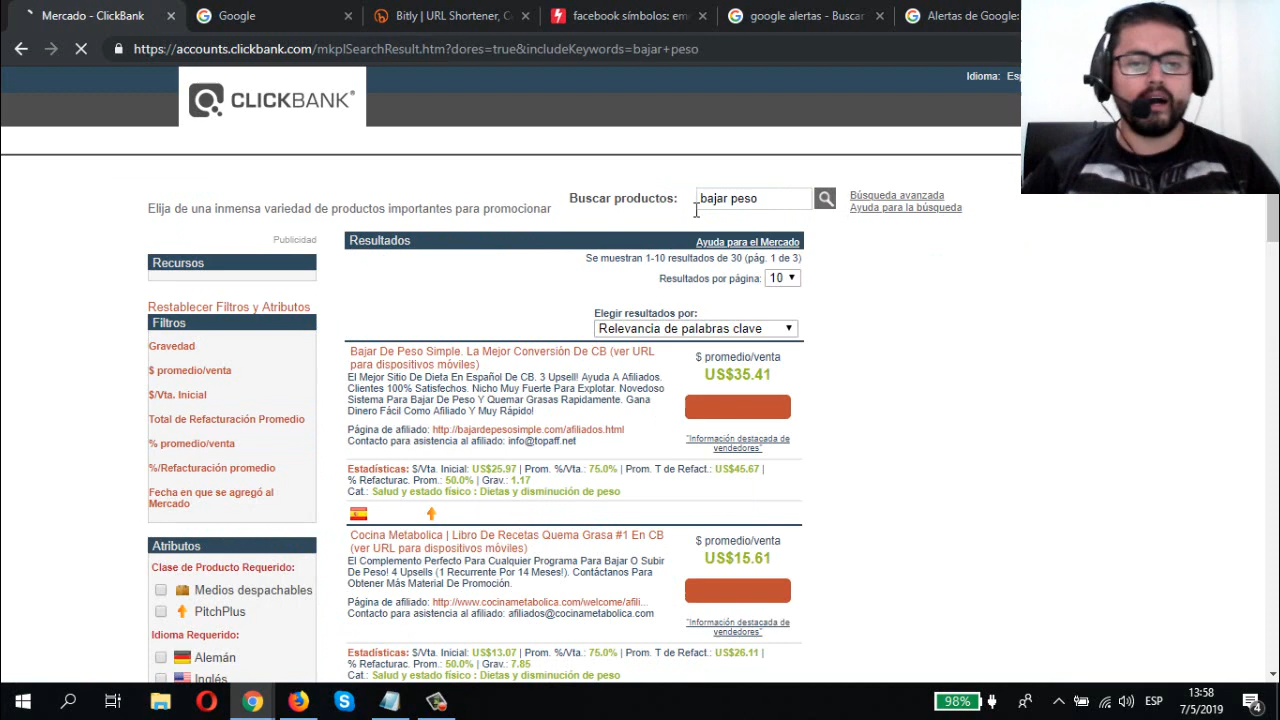 Mercado - ClickBank
Google
Bitly | URL Shortener, C
facebook símbolos: em
google alertas - Buscar
Alertas de Google:
https://accounts.clickbank.com/mkplSearchResult.htm?dores=true&includeKeywords=bajar+peso
Idioma: Es
CLICKBANK
Elija de una inmensa variedad de productos importantes para promocionar
Buscar productos:
bajar peso
Búsqueda avanzada
Ayuda para la búsqueda
Publicidad
Recursos
Restablecer Filtros y Atributos
Filtros
Gravedad
$ promedio/venta
$/Vta. Inicial
Total de Refacturación Promedio
% promedio/venta
%/Refacturación promedio
Fecha en que se agregó al
Mercado
Atributos
Clase de Producto Requerido:
Medios despachables
PitchPlus
Idioma Requerido:
Alemán
Inglés
Resultados
Ayuda para el Mercado
Se muestran 1-10 resultados de 30 (pág. 1 de 3)
Resultados por página: 10
Elegir resultados por:
Relevancia de palabras clave
Bajar De Peso Simple. La Mejor Conversión De CB (ver URL
para dispositivos móviles)
El Mejor Sitio De Dieta En Español De CB. 3 Upsell! Ayuda A Afiliados.
Clientes 100% Satisfechos. Nicho Muy Fuerte Para Explotar. Novedoso
Sistema Para Bajar De Peso Y Quemar Grasas Rapidamente. Gana
Dinero Fácil Como Afiliado Y Muy Rápido!
Página de afiliado: http://bajardepesosimple.com/afiliados.html
Contacto para asistencia al afiliado: info@topaff.net
$ promedio/venta
US$35.41
"Información destacada de
vendedores"
Estadísticas: $/Vta. Inicial: US$25.97 | Prom. %/Vta: 75.0% | Prom. T de Refact.: US$45.67 |
% Refacturac. Prom.: 50.0% | Grav.: 1.17
Cat.: Salud y estado físico : Dietas y disminución de peso
Cocina Metabolica | Libro De Recetas Quema Grasa #1 En CB
(ver URL para dispositivos móviles)
El Complemento Perfecto Para Cualquier Programa Para Bajar O Subir
De Peso! 4 Upsells (1 Recurrente Por 14 Meses!). Contáctanos Para
Obtener Más Material De Promoción.
Página de afiliado: http://www.cocinametabolica.com/welcome/afili...
Contacto para asistencia al afiliado: afiliados@cocinametabolica.com
$ promedio/venta
US$15.61
"Información destacada de
vendedores"
Estadísticas: $/Vta. Inicial: US$13.07 | Prom. %/Vta: 75.0% | Prom. T de Refact.: US$26.11 |
% Refacturac. Prom.: 50.0% | Grav.: 7.85
Cat.: Salud y estado físico : Dietas y disminución de peso
98%
ESP
13:58
7/5/2019
4